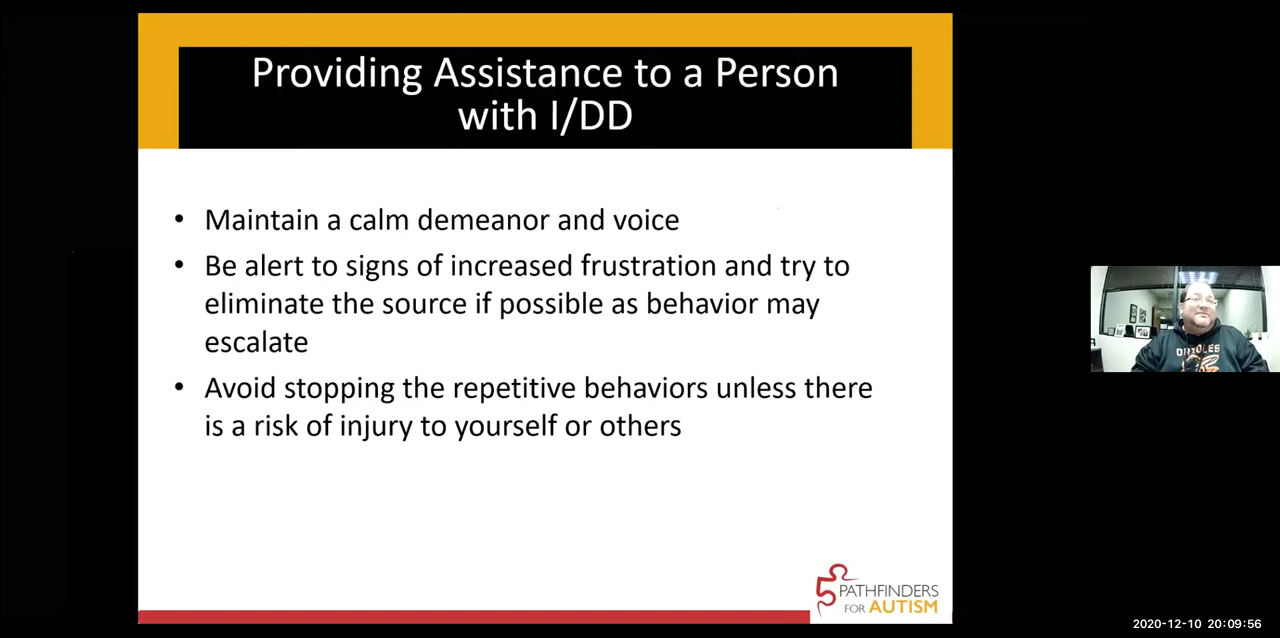 Providing Assistance to a Person
with I/DD
• Maintain a calm demeanor and voice
• Be alert to signs of increased frustration and try to
eliminate the source if possible as behavior may
escalate
• Avoid stopping the repetitive behaviors unless there
is a risk of injury to yourself or others
ORIOLES
PATHFINDERS
FOR AUTISM
2020-12-10 20:09:56